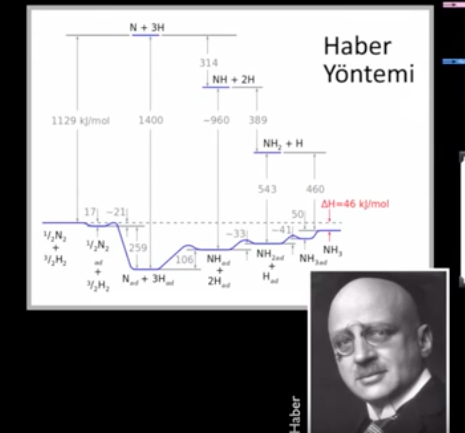 N + 3H
Haber
Yöntemi
314
NH + 2H
1129 kJ/mol
1400
~960
389
NH₂ + H
543
460
ΔH=46 kJ/mol
17
~21
259
106
~33
~41
50
½N₂
+
³/₂H₂
½N₂ ad
+
³/₂H₂
Nad + 3Had
NHad
+
2Had
NH₂ad
+
Had
NH₃ad
NH₃
Haber